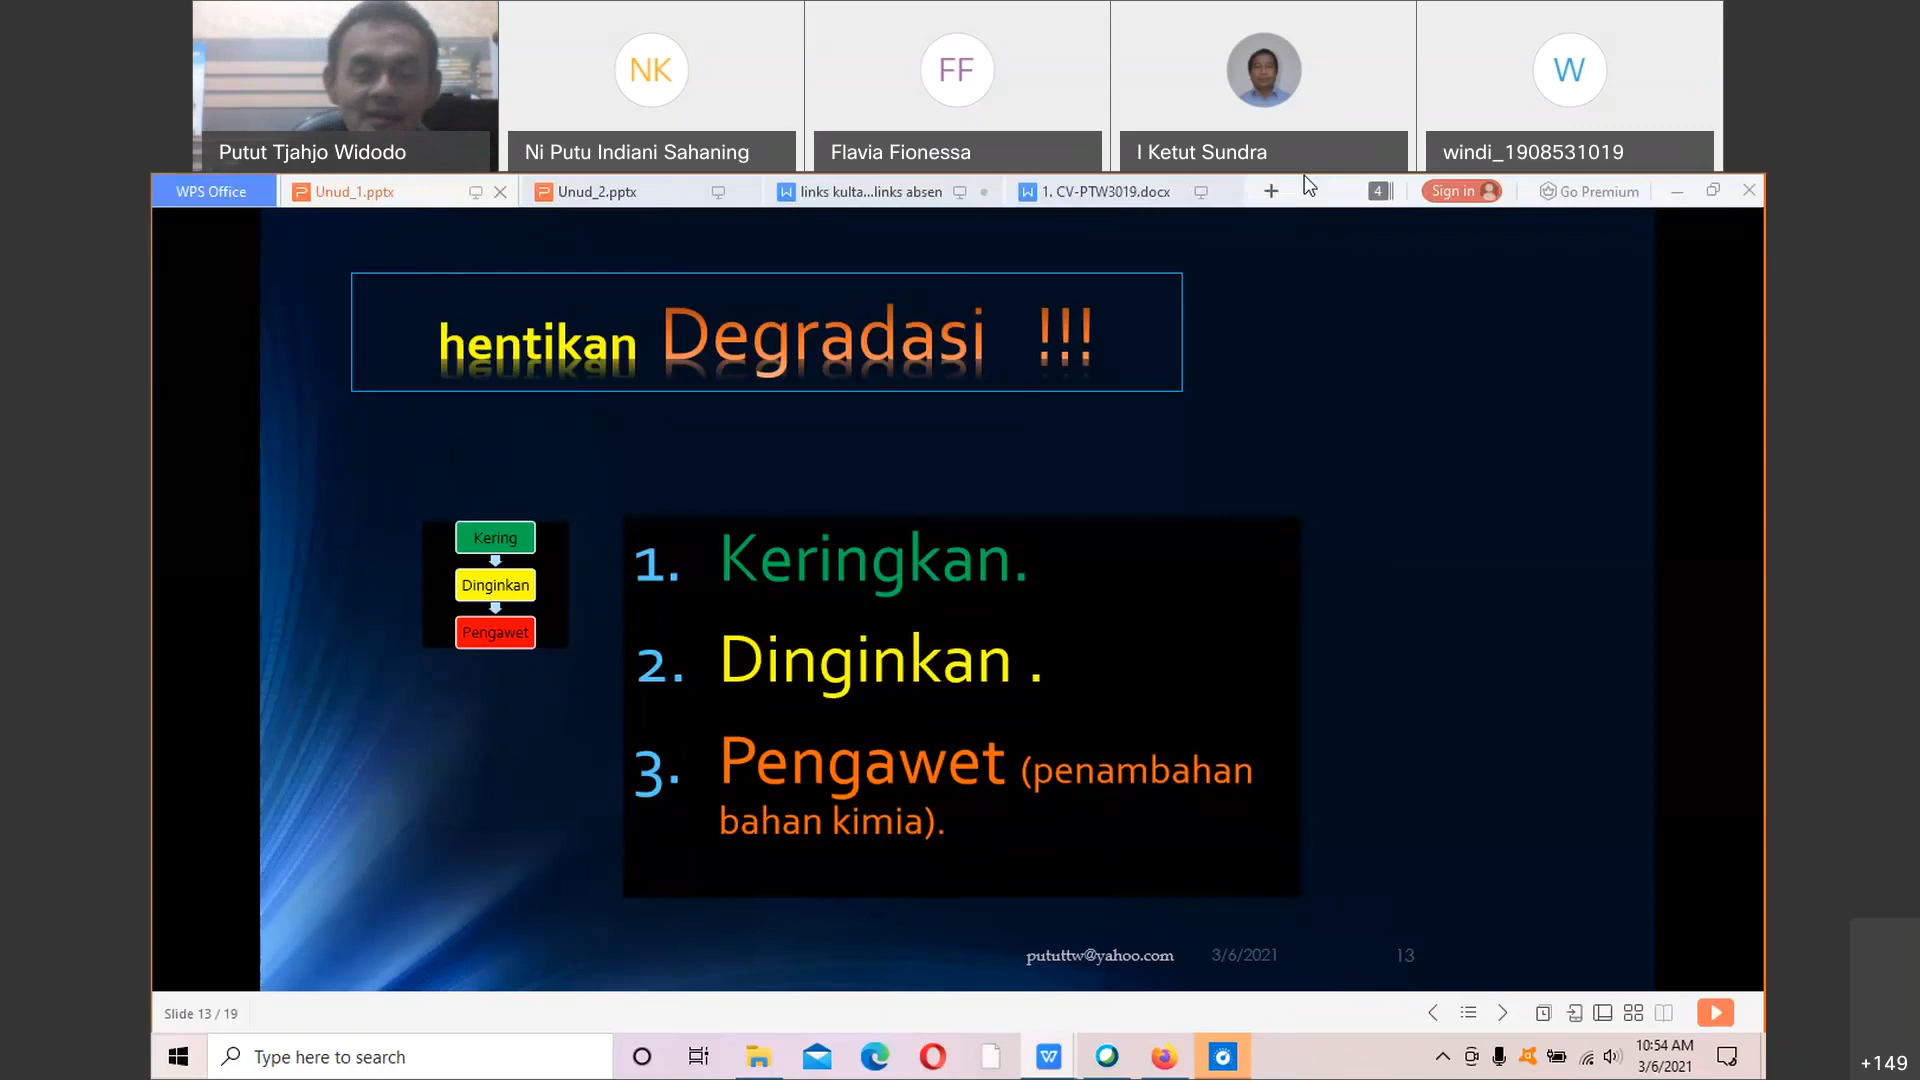 NK
FF
W
Putut Tjahjo Widodo
Ni Putu Indiani Sahaning
Flavia Fionessa
I Ketut Sundra
windi_1908531019
WPS Office
Unud_1.pptx
Unud_2.pptx
links kulta...links absen
1. CV-PTW3019.docx
4
Sign in
Go Premium
hentikan Degradasi !!!
Kering
Dinginkan
Pengawet
1. Keringkan.
2. Dinginkan .
3. Pengawet (penambahan
bahan kimia).
pututtw@yahoo.com
3/6/2021
13
Slide 13 / 19
Type here to search
10:54 AM
3/6/2021
+149